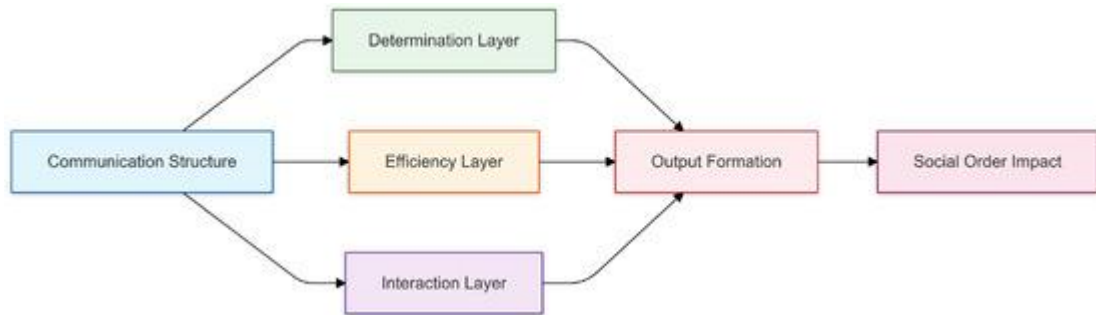 Determination Layer
Communication Structure
Efficiency Layer
Output Formation
Social Order Impact
Interaction Layer